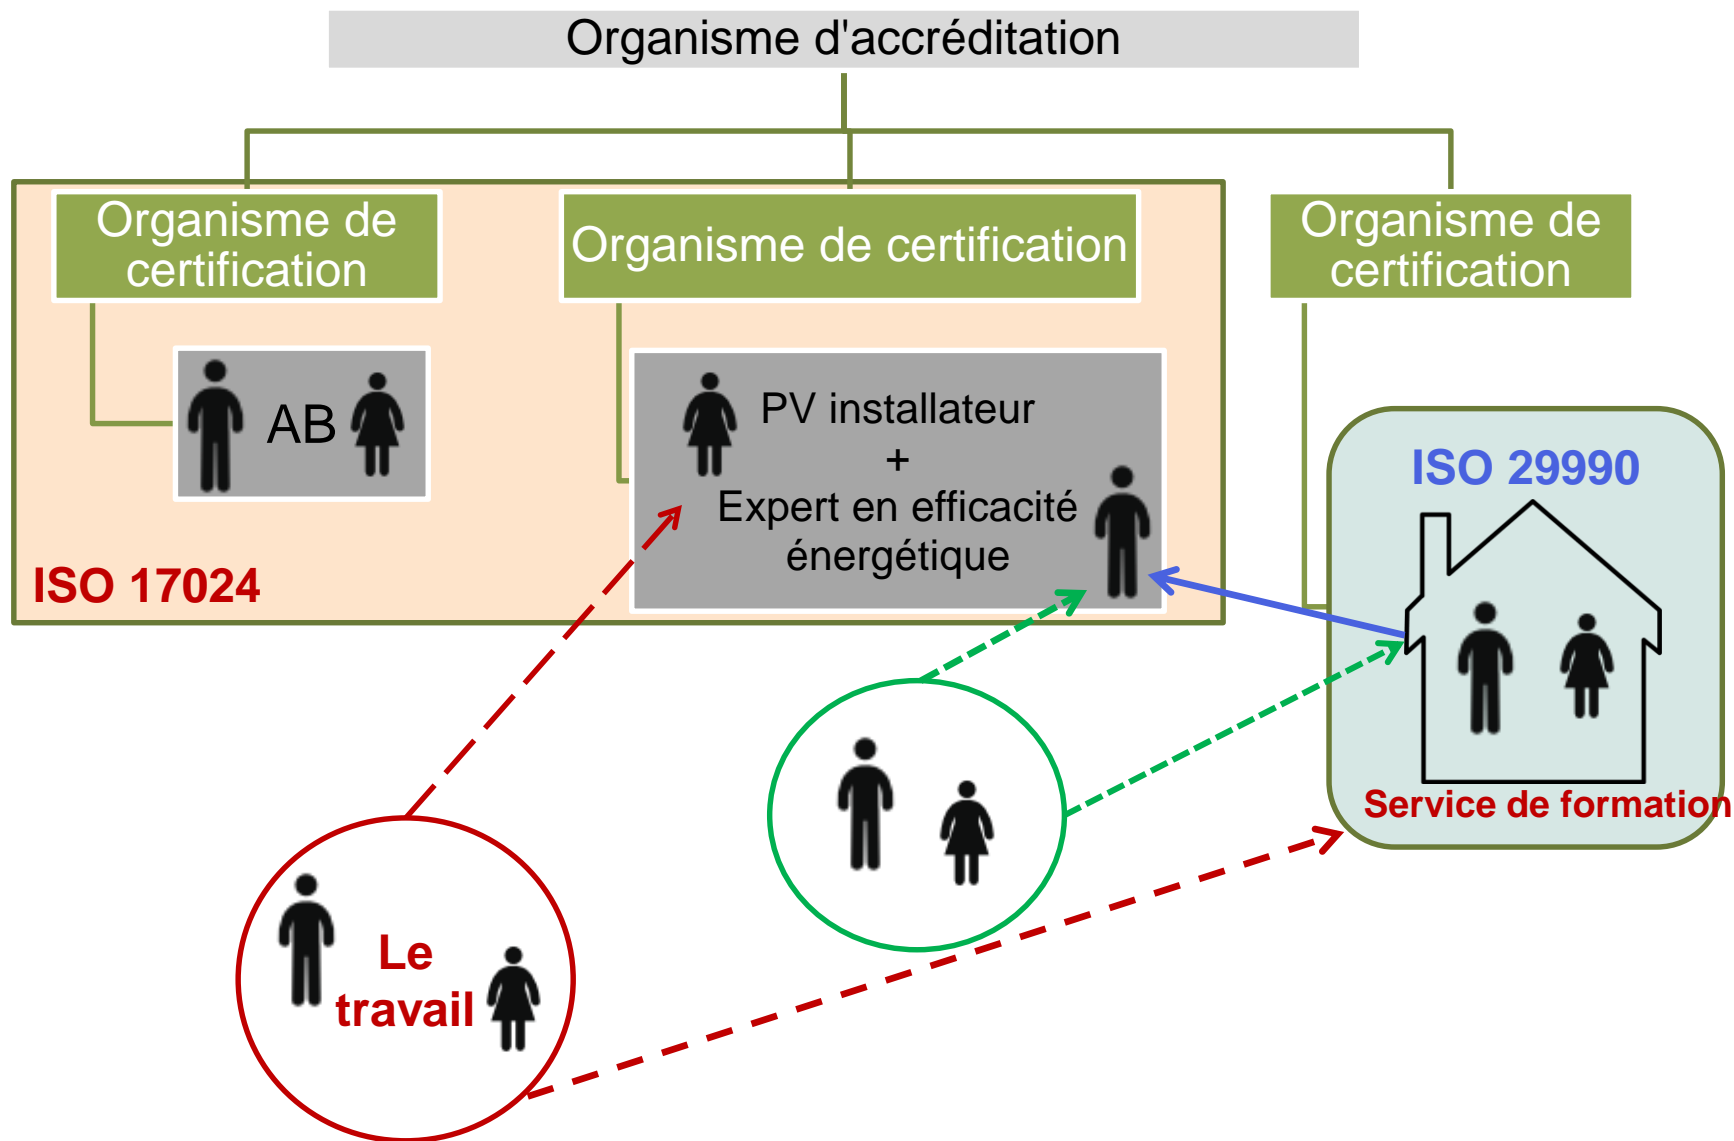 Organisme d'accréditation
Organisme de
certification
Organisme de certification
Organisme de
certification
AB
PV installateur
+
Expert en efficacité
énergétique
ISO 17024
ISO 29990
Service de formation
Le
travail